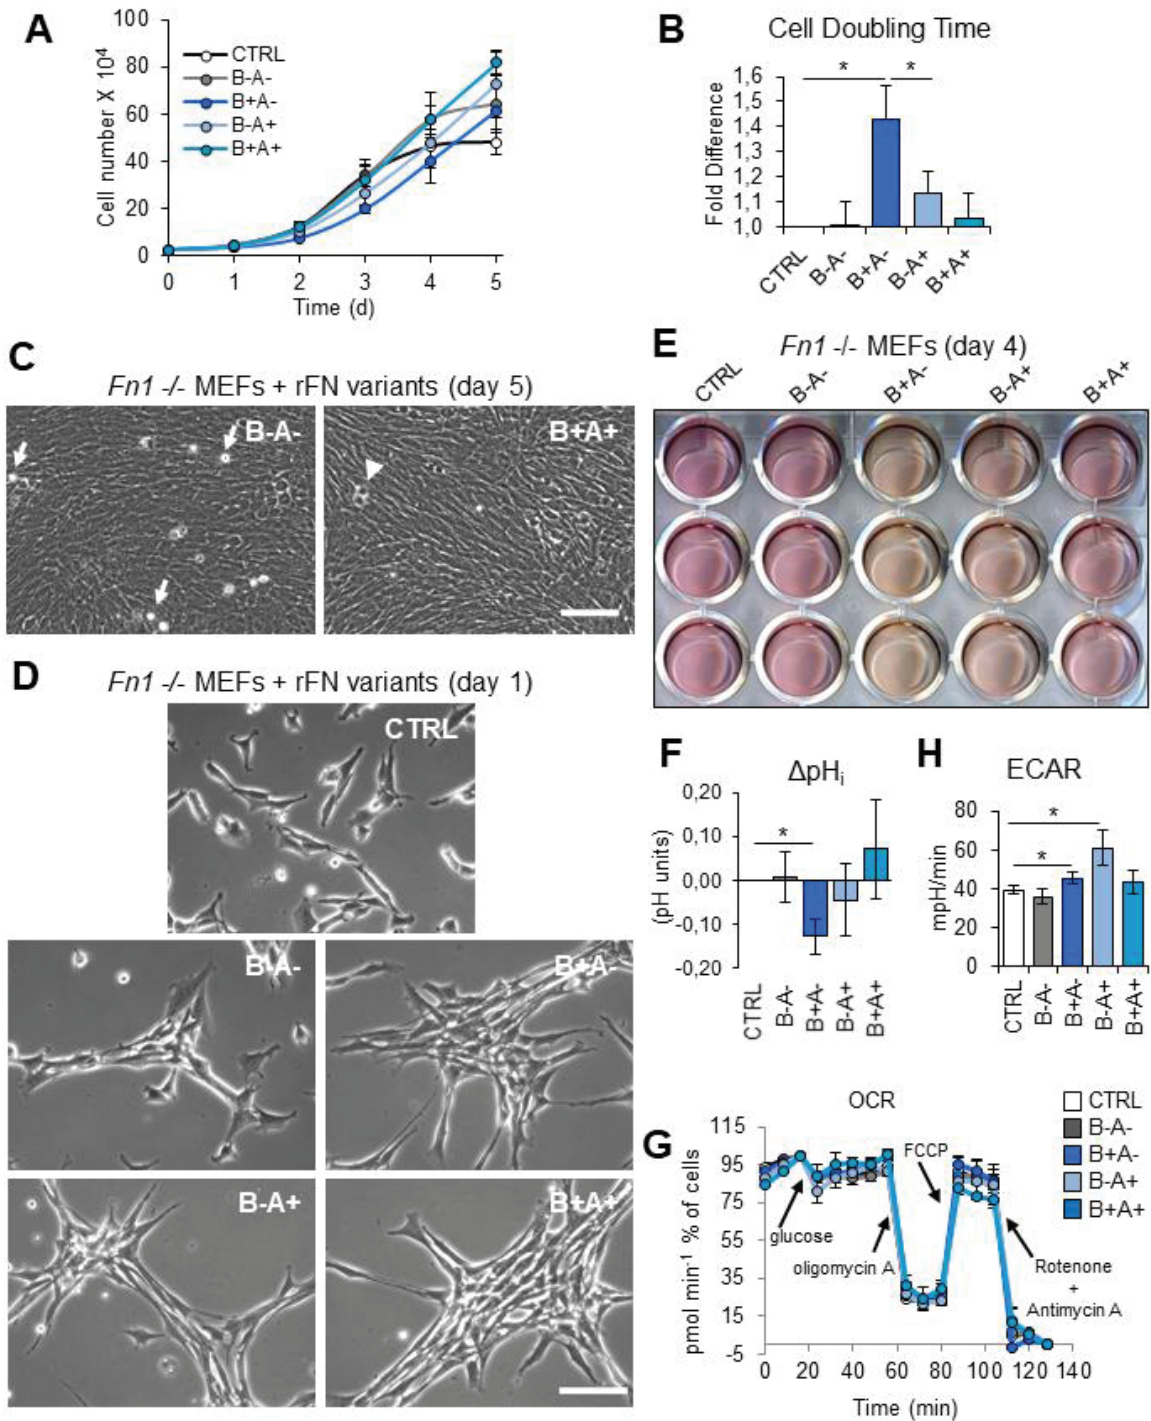 A
100
80
60
40
20
0
Cell number X 10⁴
CTRL
B-A-
B+A-
B-A+
B+A+
0 1 2 3 4 5
Time (d)
B
Cell Doubling Time
* *
1,6
1,5
1,4
1,3
1,2
1,1
1,0
Fold Difference
CTRL B-A- B+A- B-A+ B+A+
C
Fn1 -/- MEFs + rFN variants (day 5)
B-A- B+A+
D
Fn1 -/- MEFs + rFN variants (day 1)
CTRL
B-A- B+A-
B-A+ B+A+
E
Fn1 -/- MEFs (day 4)
CTRL B-A- B+A- B-A+ B+A+
F
ΔpHᵢ
0,20
0,10
0,00
-0,10
-0,20
(pH units)
*
CTRL B-A- B+A- B-A+ B+A+
H
ECAR
80
60
40
20
0
mpH/min
*
*
CTRL B-A- B+A- B-A+ B+A+
G
OCR
115
95
75
55
35
15
-5
pmol min⁻¹ % of cells
glucose
oligomycin A
FCCP
Rotenone
+
Antimycin A
CTRL
B-A-
B+A-
B-A+
B+A+
0 20 40 60 80 100 120 140
Time (min)